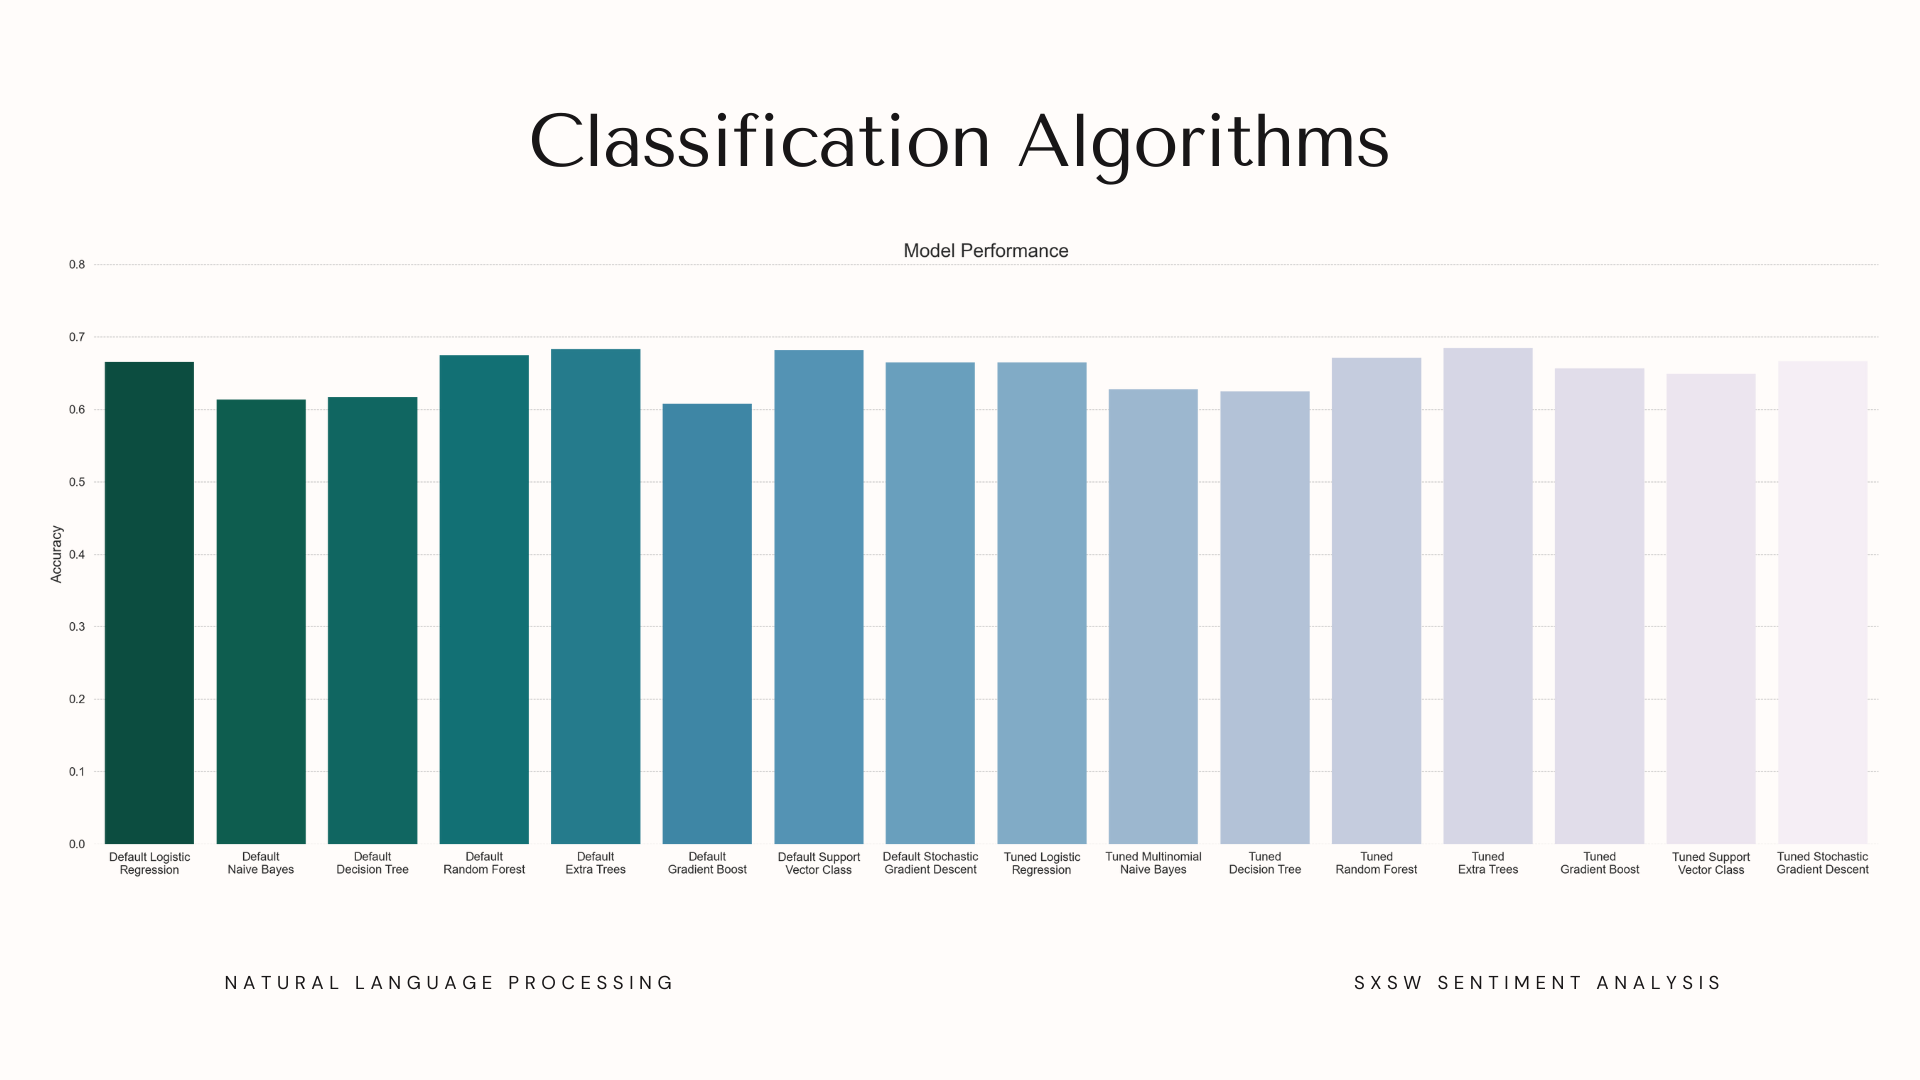 Classification Algorithms
Model Performance
0.8
0.7
0.6
0.5
0.4
0.3
0.2
0.1
0.0
Accuracy
Default Logistic
Regression
Default
Naive Bayes
Default
Decision Tree
Default
Random Forest
Default
Extra Trees
Default
Gradient Boost
Default Support
Vector Class
Default Stochastic
Gradient Descent
Tuned Logistic
Regression
Tuned Multinomial
Naive Bayes
Tuned
Decision Tree
Tuned
Random Forest
Tuned
Extra Trees
Tuned
Gradient Boost
Tuned Support
Vector Class
Tuned Stochastic
Gradient Descent
NATURAL LANGUAGE PROCESSING
SXSW SENTIMENT ANALYSIS